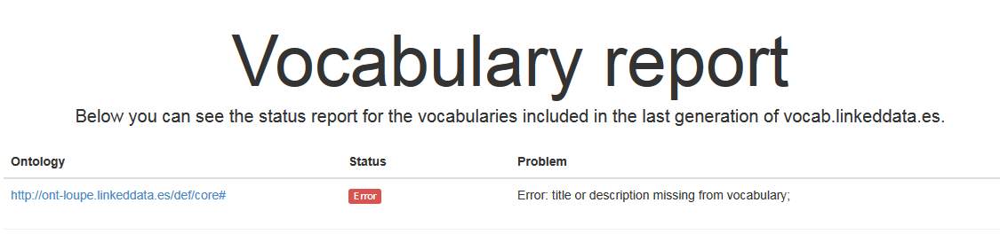 Vocabulary report
Below you can see the status report for the vocabularies included in the last generation of vocab.linkeddata.es.
Ontology Status Problem
http://ont-loupe.linkeddata.es/def/core# Error Error: title or description missing from vocabulary;